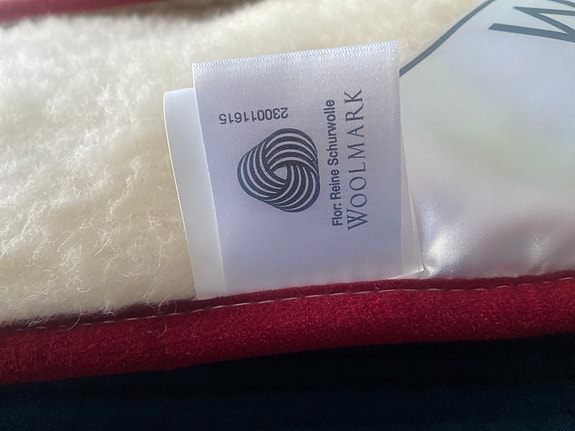 230011615
Flor: Reine Schurwolle
WOOLMARK